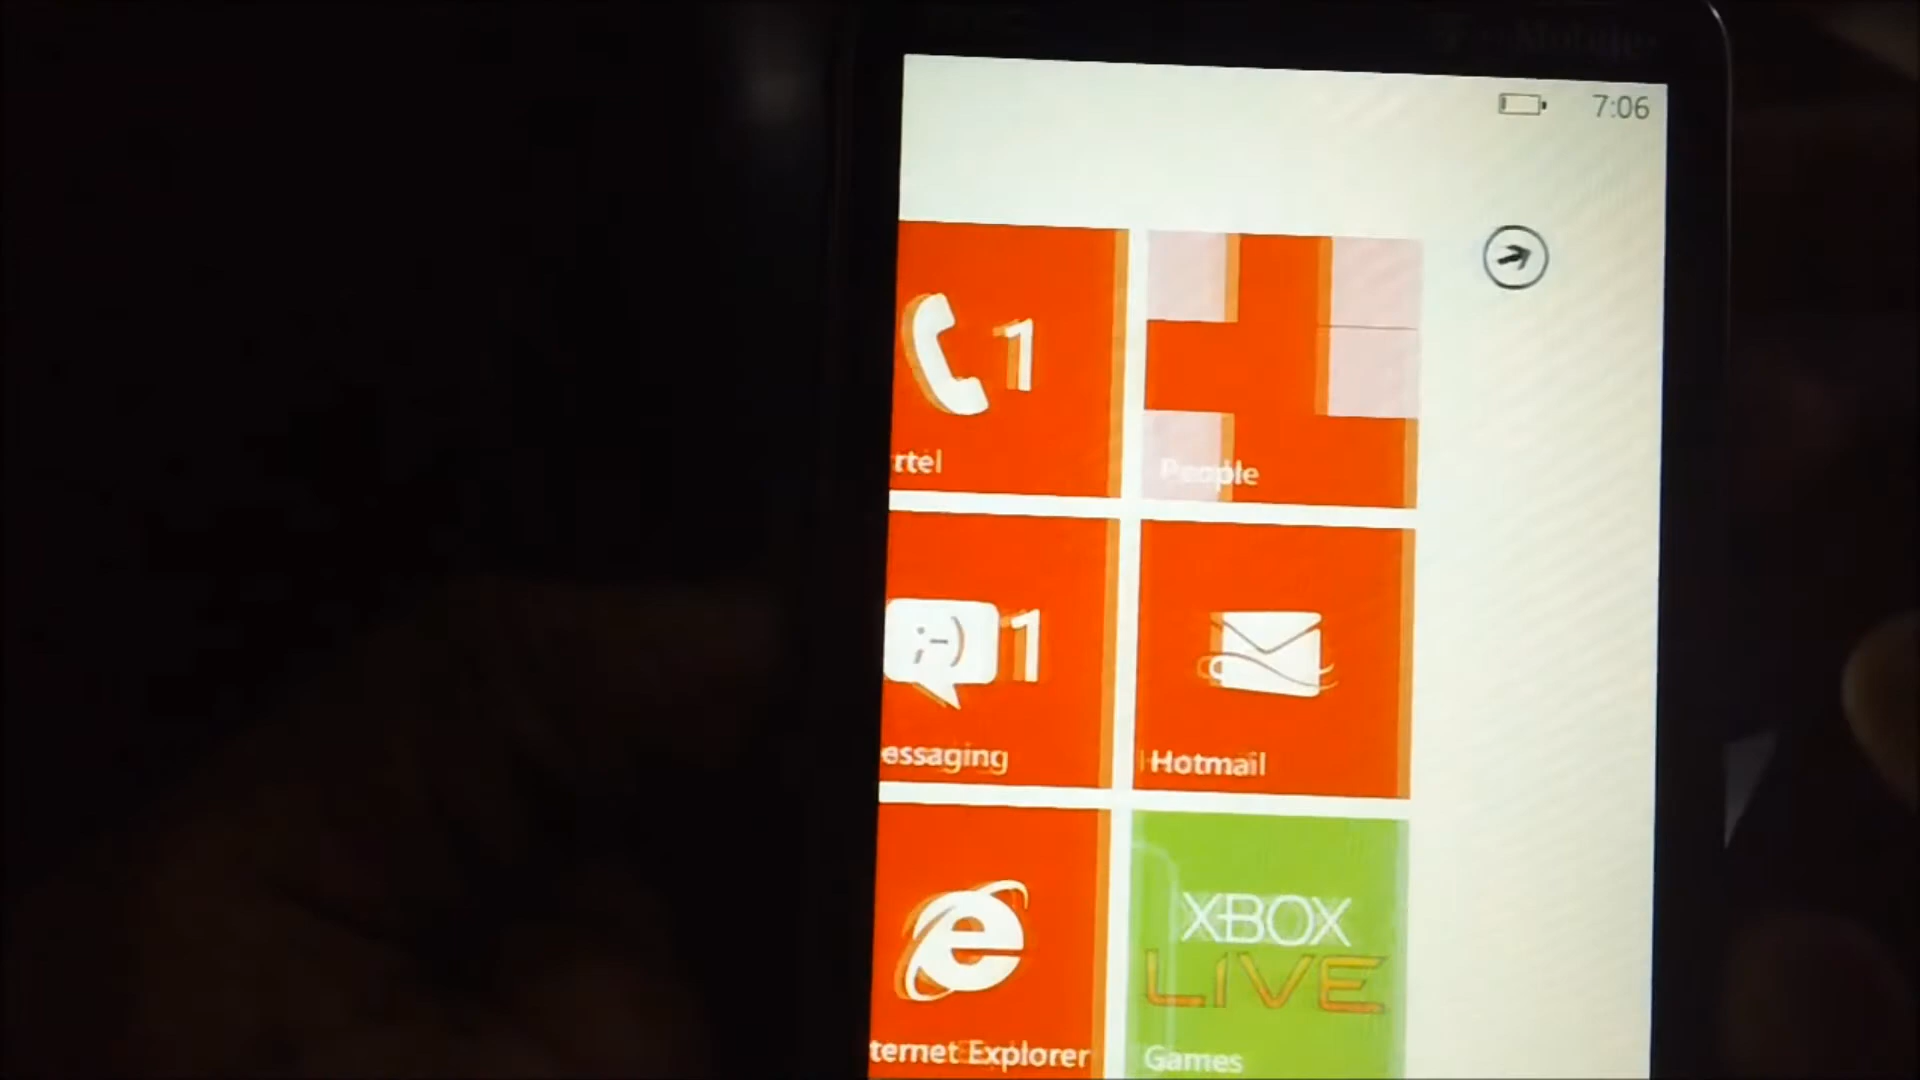 7:06
1
rtel
People
;-)
1
essaging
Hotmail
XBOX
LIVE
ternet Explorer
Games